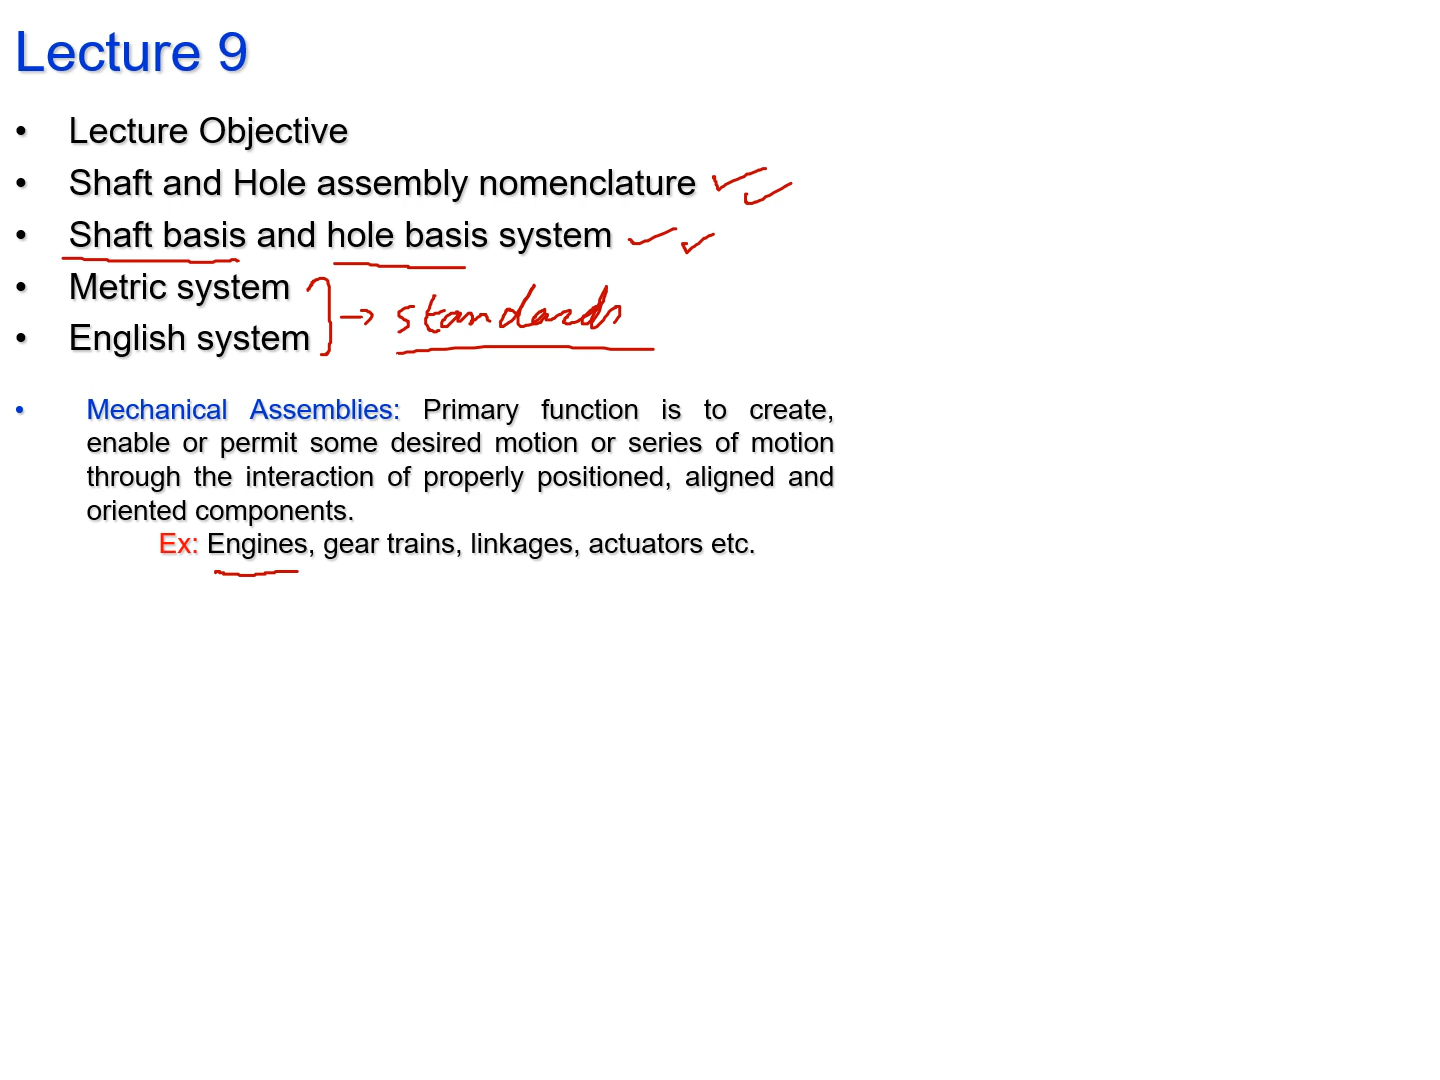 Lecture 9
• Lecture Objective
• Shaft and Hole assembly nomenclature
• Shaft basis and hole basis system
• Metric system
standards
• English system
• Mechanical Assemblies: Primary function is to create,
enable or permit some desired motion or series of motion
through the interaction of properly positioned, aligned and
oriented components.
Ex: Engines, gear trains, linkages, actuators etc.